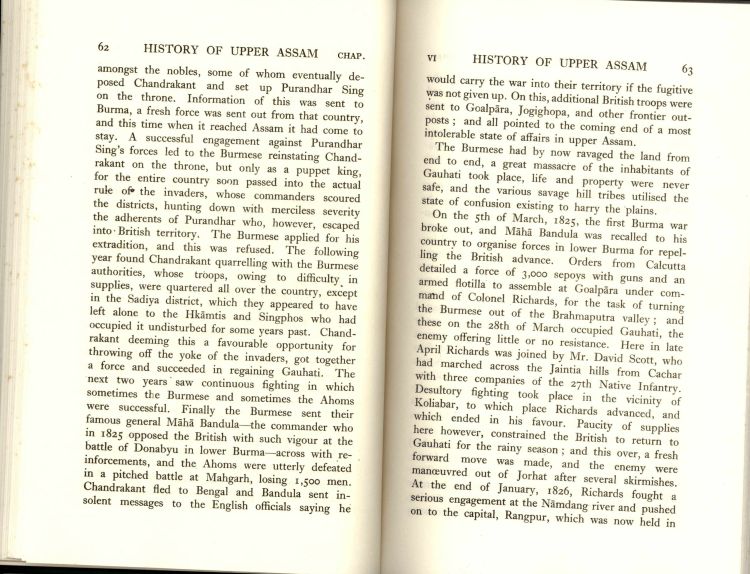 62 HISTORY OF UPPER ASSAM CHAP.
amongst the nobles, some of whom eventually de-
posed Chandrakant and set up Purandhar Sing
on the throne. Information of this was sent to
Burma, a fresh force was sent out from that country,
and this time when it reached Assam it had come to
stay. A successful engagement against Purandhar
Sing's forces led to the Burmese reinstating Chand-
rakant on the throne, but only as a puppet king,
for the entire country soon passed into the actual
rule of the invaders, whose commanders scoured
the districts, hunting down with merciless severity
the adherents of Purandhar who, however, escaped
into British territory. The Burmese applied for his
extradition, and this was refused. The following
year found Chandrakant quarrelling with the Burmese
authorities, whose troops, owing to difficulty in
supplies, were quartered all over the country, except
in the Sadiya district, which they appeared to have
left alone to the Hkāmtis and Singphos who had
occupied it undisturbed for some years past. Chand-
rakant deeming this a favourable opportunity for
throwing off the yoke of the invaders, got together
a force and succeeded in regaining Gauhati. The
next two years saw continuous fighting in which
sometimes the Burmese and sometimes the Ahoms
were successful. Finally the Burmese sent their
famous general Māhā Bandula—the commander who
in 1825 opposed the British with such vigour at the
battle of Donabyu in lower Burma—across with re-
inforcements, and the Ahoms were utterly defeated
in a pitched battle at Mahgarh, losing 1,500 men.
Chandrakant fled to Bengal and Bandula sent in-
solent messages to the English officials saying he
VI HISTORY OF UPPER ASSAM 63
would carry the war into their territory if the fugitive
was not given up. On this, additional British troops were
sent to Goalpāra, Jogighopa, and other frontier out-
posts; and all pointed to the coming end of a most
intolerable state of affairs in upper Assam.
The Burmese had by now ravaged the land from
end to end, a great massacre of the inhabitants of
Gauhati took place, life and property were never
safe, and the various savage hill tribes utilised the
state of confusion existing to harry the plains.
On the 5th of March, 1825, the first Burma war
broke out, and Māhā Bandula was recalled to his
country to organise forces in lower Burma for repel-
ling the British advance. Orders from Calcutta
detailed a force of 3,000 sepoys with guns and an
armed flotilla to assemble at Goalpāra under com-
mand of Colonel Richards, for the task of turning
the Burmese out of the Brahmaputra valley; and
these on the 28th of March occupied Gauhati, the
enemy offering little or no resistance. Here in late
April Richards was joined by Mr. David Scott, who
had marched across the Jaintia hills from Cachar
with three companies of the 27th Native Infantry.
Desultory fighting took place in the vicinity of
Koliabar, to which place Richards advanced, and
which ended in his favour. Paucity of supplies
here however, constrained the British to return to
Gauhati for the rainy season; and this over, a fresh
forward move was made, and the enemy were
manœuvred out of Jorhat after several skirmishes.
At the end of January, 1826, Richards fought a
serious engagement at the Nāmdang river and pushed
on to the capital, Rangpur, which was now held in